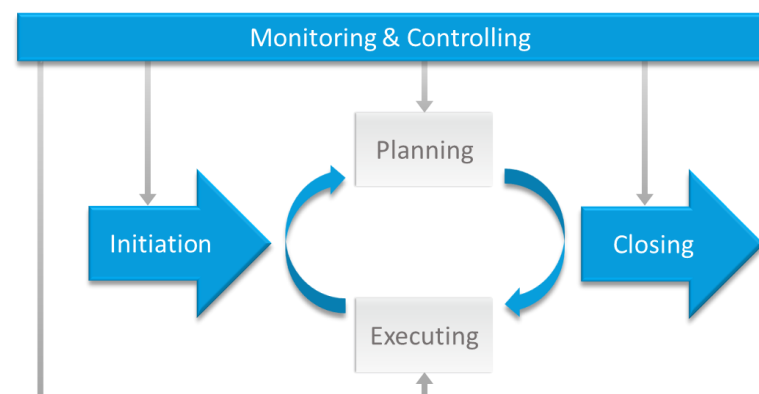 Monitoring & Controlling
Planning
Initiation
Closing
Executing